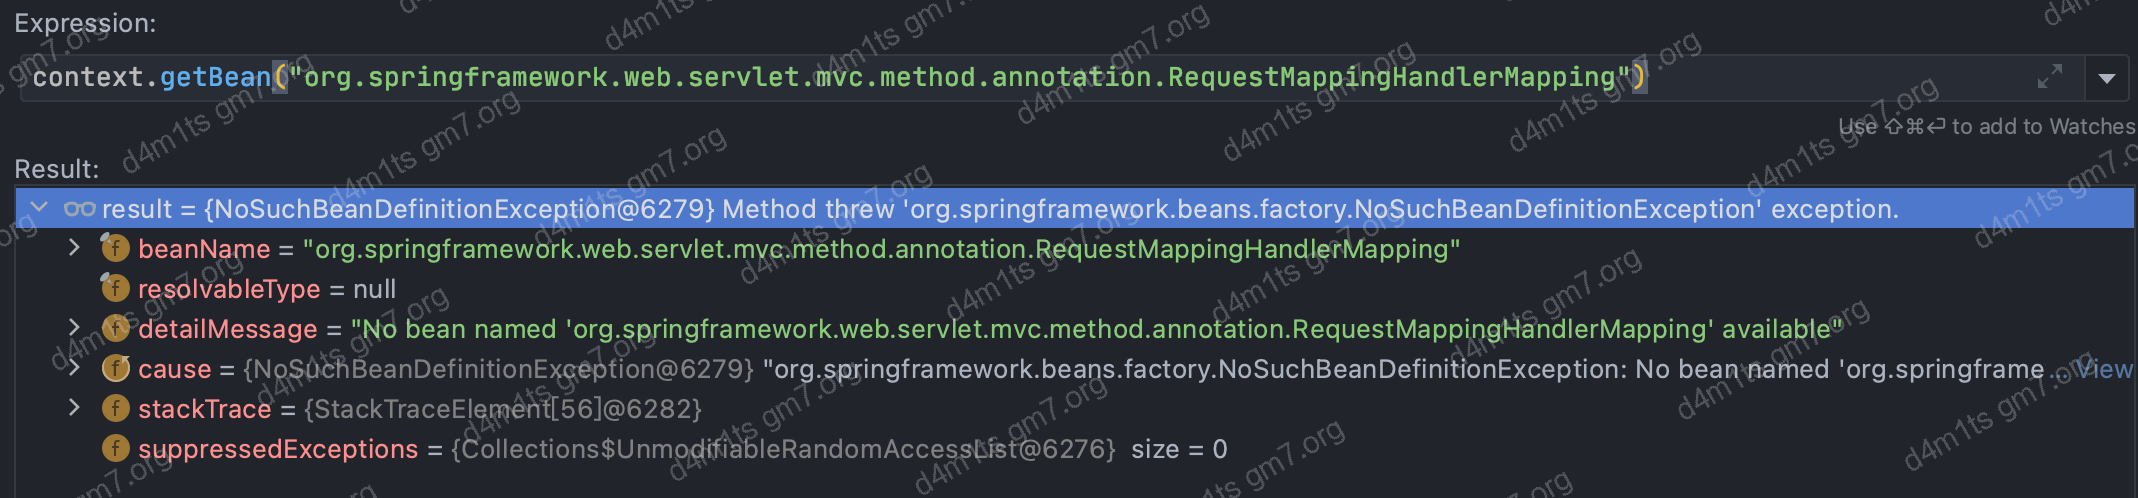 Expression:
context.getBean("org.springframework.web.servlet.mvc.method.annotation.RequestMappingHandlerMapping")
Use ⇧⌘⏎ to add to Watches
Result:
result = {NoSuchBeanDefinitionException@6279} Method threw 'org.springframework.beans.factory.NoSuchBeanDefinitionException' exception.
beanName = "org.springframework.web.servlet.mvc.method.annotation.RequestMappingHandlerMapping"
resolvableType = null
detailMessage = "No bean named 'org.springframework.web.servlet.mvc.method.annotation.RequestMappingHandlerMapping' available"
cause = {NoSuchBeanDefinitionException@6279} "org.springframework.beans.factory.NoSuchBeanDefinitionException: No bean named 'org.springframe... View
stackTrace = {StackTraceElement[56]@6282}
suppressedExceptions = {Collections$UnmodifiableRandomAccessList@6276} size = 0
d4m1ts gm7.org